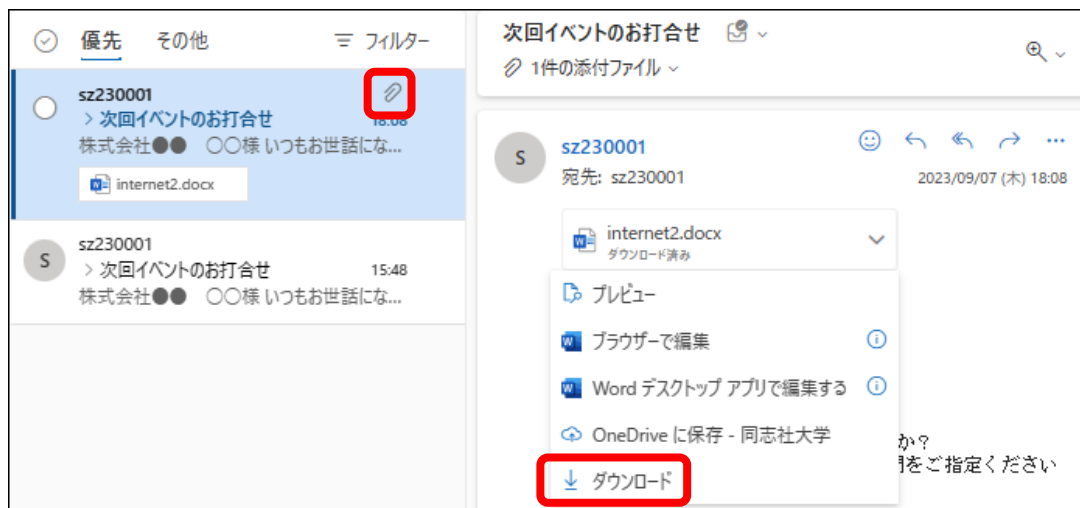 優先 その他 フィルター
sz230001
> 次回イベントのお打合せ 18:08
株式会社●● 〇〇様 いつもお世話にな...
internet2.docx
S
sz230001
> 次回イベントのお打合せ 15:48
株式会社●● 〇〇様 いつもお世話にな...
次回イベントのお打合せ
1件の添付ファイル
S
sz230001
宛先: sz230001
2023/09/07 (木) 18:08
internet2.docx
ダウンロード済み
プレビュー
ブラウザーで編集
Word デスクトップ アプリで編集する
OneDrive に保存 - 同志社大学
ダウンロード
か?
をご指定ください